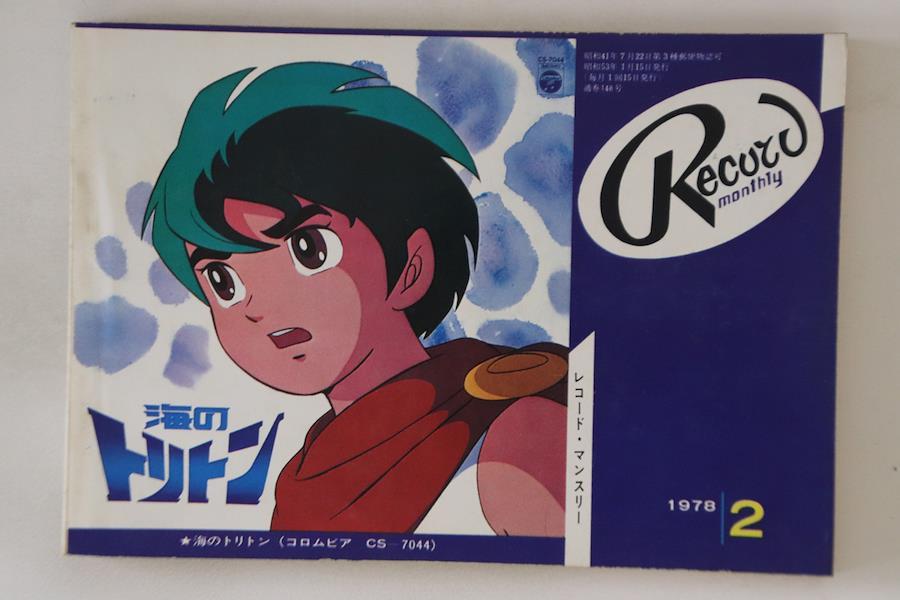 CS-7044
昭和41年7月22日第3種郵便物認可
昭和53年1月15日発行
(毎月1回15日発行)
通巻148号
Record
monthly
海の
トリトン
レコード・マンスリー
1978 2
★海のトリトン (コロムビア CS-7044)